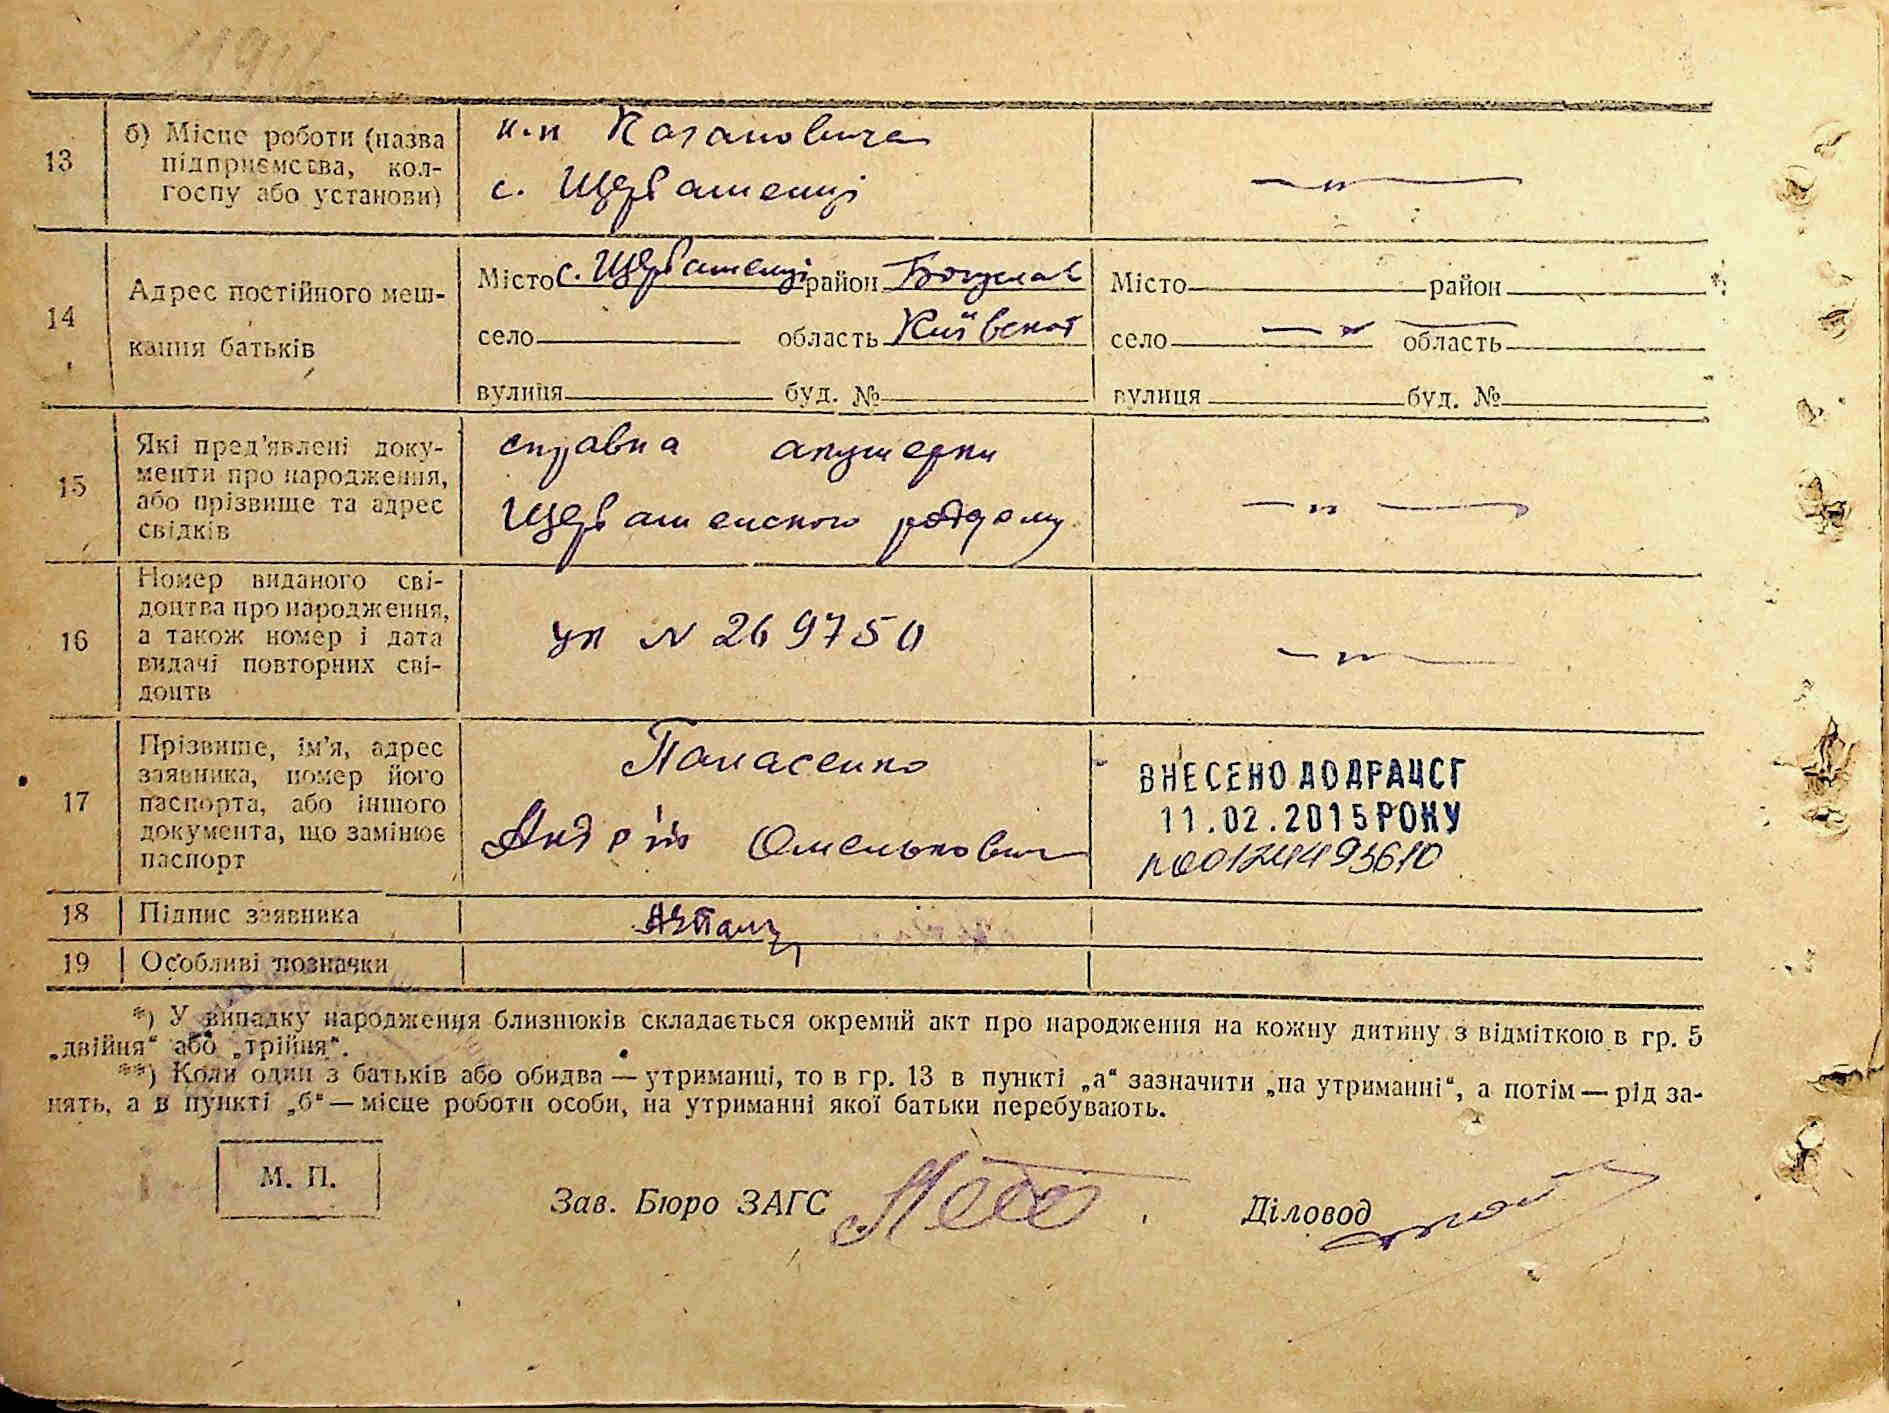 13
б) Місце роботи (назва
підприємства, кол-
госпу або установи)
к-п Кагановича
с. Щербашенці
— " —
14
Адрес постійного меш-
кання батьків
Місто с. Щербашенці район Богуслав
село область Київської
вулиця буд. №
Місто район
село — " — область
вулиця буд. №
15
Які пред'явлені доку-
менти про народження,
або прізвище та адрес
свідків
справка акушерки
Щербашенского роддому
— " —
16
Номер виданого сві-
доцтва про народження,
а також номер і дата
видачі повторних сві-
доцтв
ук N 269750
— " —
17
Прізвище, ім'я, адрес
заявника, номер його
паспорта, або іншого
документа, що замінює
паспорт
Панасенко
Андрій Омелькович
ВНЕСЕНО ДО ДРАЦСГ
11.02.2015 РОКУ
18 Підпис заявника
19 Особливі позначки
*) У випадку народження близнюків складається окремий акт про народження на кожну дитину з відміткою в гр. 5
„двійня“ або „трійня“.
**) Коли один з батьків або обидва — утриманці, то в гр. 13 в пункті „а“ зазначити „на утриманні“, а потім — рід за-
нять, а в пункті „б“ — місце роботи особи, на утриманні якої батьки перебувають.
М. П.
Зав. Бюро ЗАГС
Діловод